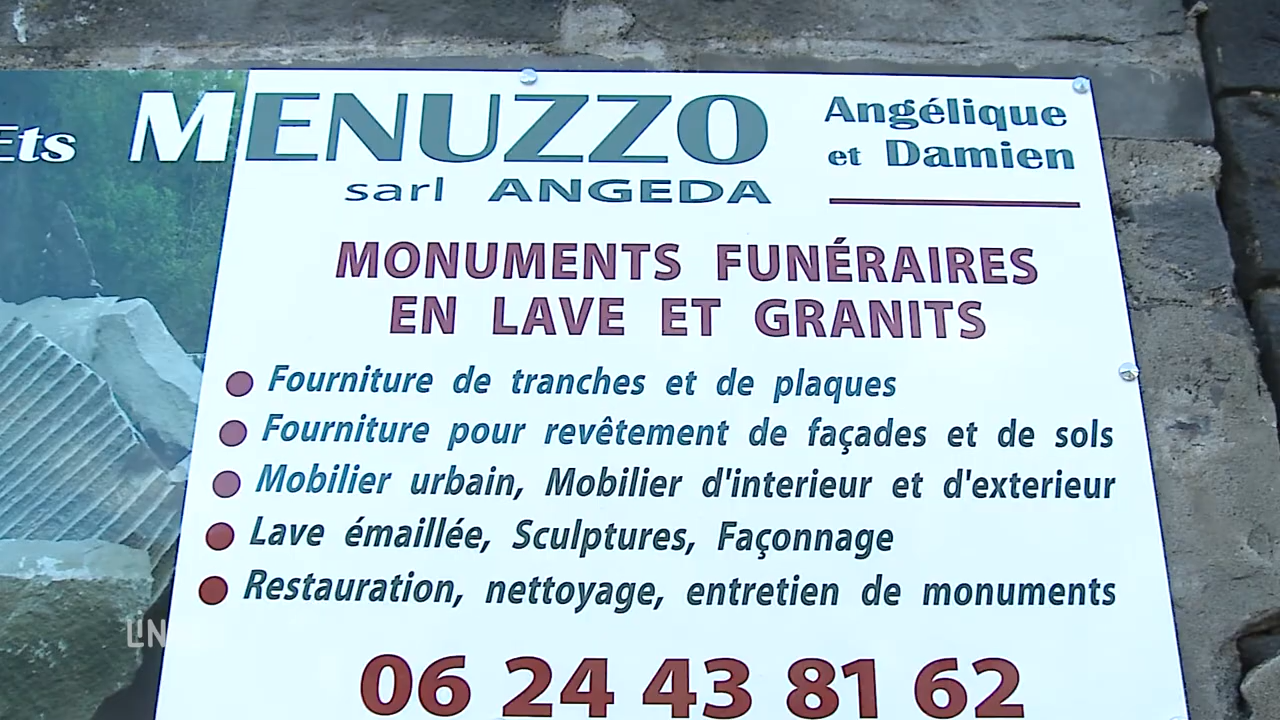 Ets MENUZZO
sarl ANGEDA
Angélique
et Damien
MONUMENTS FUNÉRAIRES
EN LAVE ET GRANITS
Fourniture de tranches et de plaques
Fourniture pour revêtement de façades et de sols
Mobilier urbain, Mobilier d'interieur et d'exterieur
Lave émaillée, Sculptures, Façonnage
Restauration, nettoyage, entretien de monuments
06 24 43 81 62